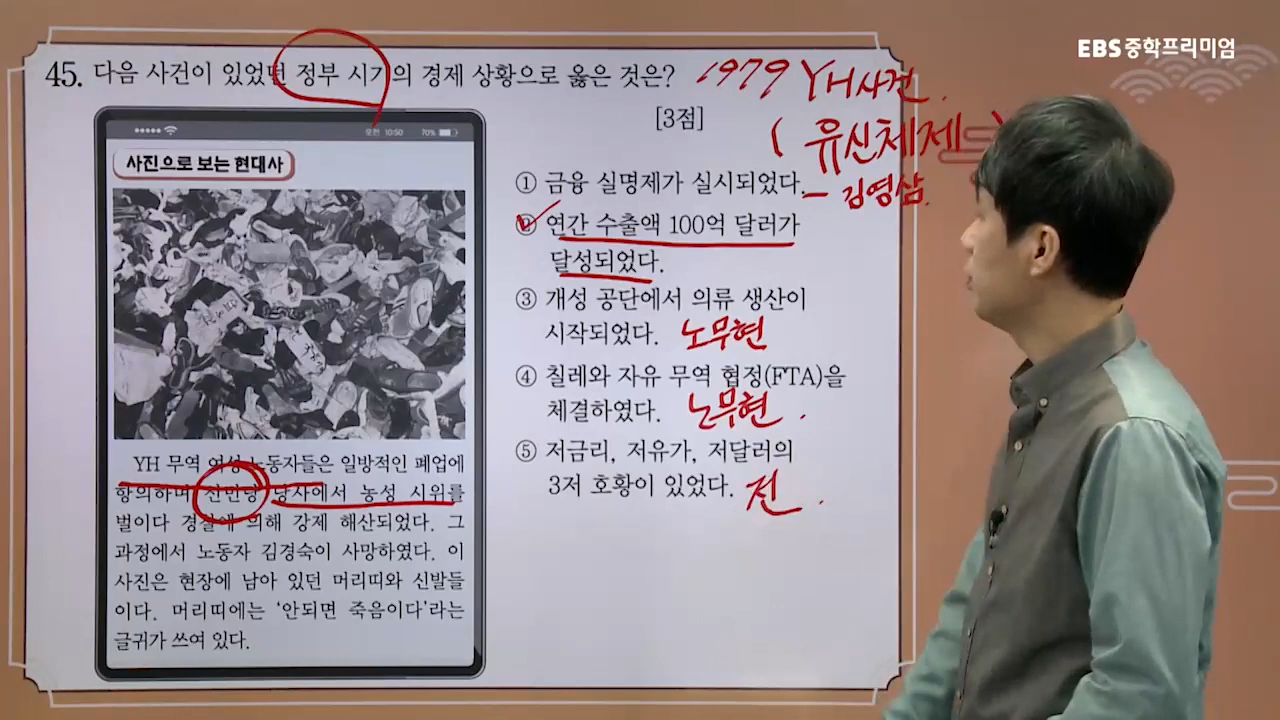 EBS 중학프리미엄
45. 다음 사건이 있었던 정부 시기의 경제 상황으로 옳은 것은?
[3점]
1979 YH사건.
(유신체제)
오전 10:50 70%
사진으로 보는 현대사
YH 무역 여성 노동자들은 일방적인 폐업에
항의하며 신민당 당사에서 농성 시위를
벌이다 경찰에 의해 강제 해산되었다. 그
과정에서 노동자 김경숙이 사망하였다. 이
사진은 현장에 남아 있던 머리띠와 신발들
이다. 머리띠에는 ‘안되면 죽음이다’라는
글귀가 쓰여 있다.
① 금융 실명제가 실시되었다. - 김영삼.
② 연간 수출액 100억 달러가
달성되었다.
③ 개성 공단에서 의류 생산이
시작되었다. 노무현
④ 칠레와 자유 무역 협정(FTA)을
체결하였다. 노무현.
⑤ 저금리, 저유가, 저달러의
3저 호황이 있었다. 전.